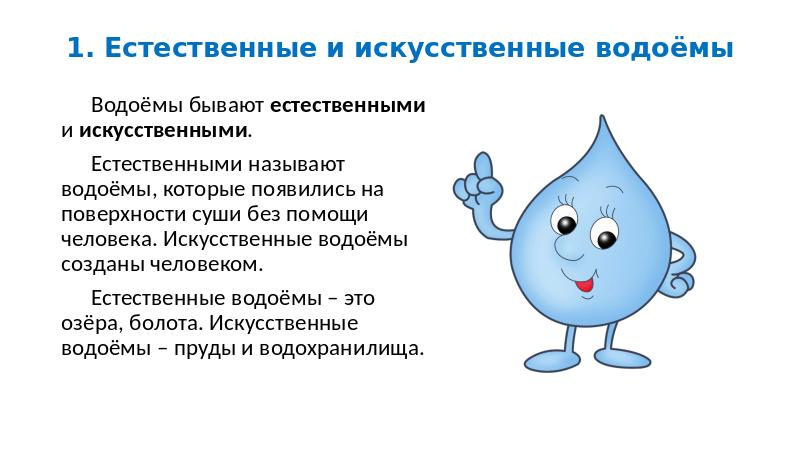 1. Естественные и искусственные водоёмы
Водоёмы бывают естественными
и искусственными.
Естественными называют
водоёмы, которые появились на
поверхности суши без помощи
человека. Искусственные водоёмы
созданы человеком.
Естественные водоёмы – это
озёра, болота. Искусственные
водоёмы – пруды и водохранилища.